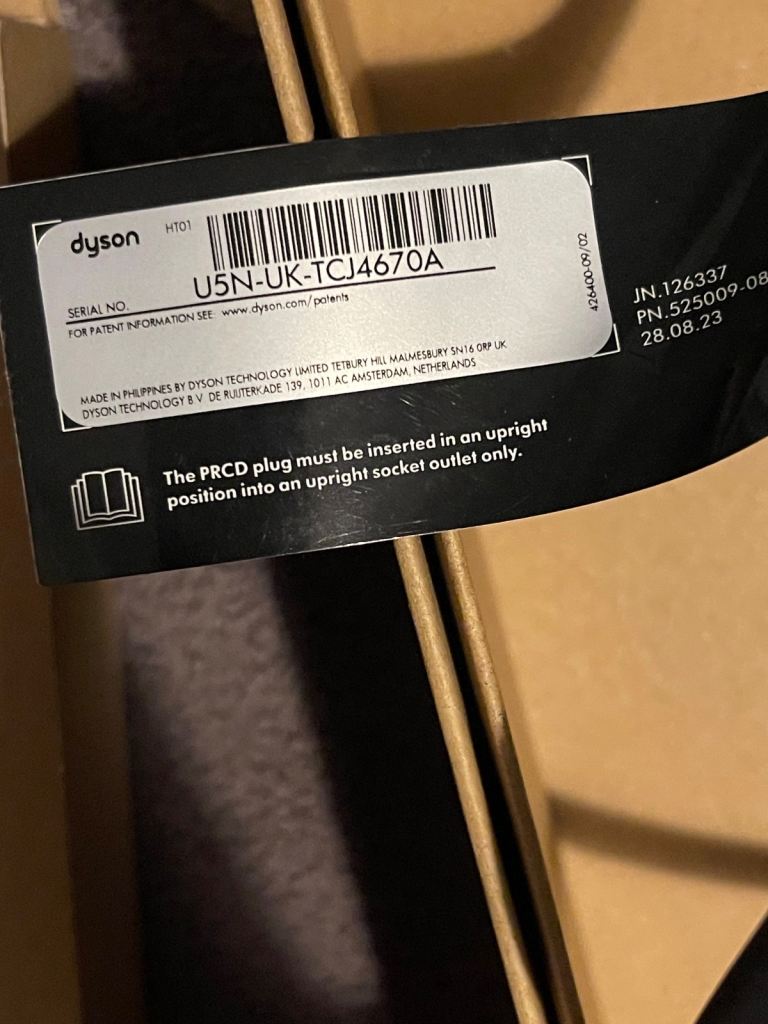 dyson HT01
SERIAL NO. U5N-UK-TCJ4670A
FOR PATENT INFORMATION SEE: www.dyson.com/patents
426400-09/02
MADE IN PHILIPPINES BY DYSON TECHNOLOGY LIMITED TETBURY HILL MALMESBURY SN16 0RP UK
DYSON TECHNOLOGY B V DE RUIJTERKADE 139, 1011 AC AMSTERDAM, NETHERLANDS
JN.126337
PN.525009-08
28.08.23
The PRCD plug must be inserted in an upright
position into an upright socket outlet only.